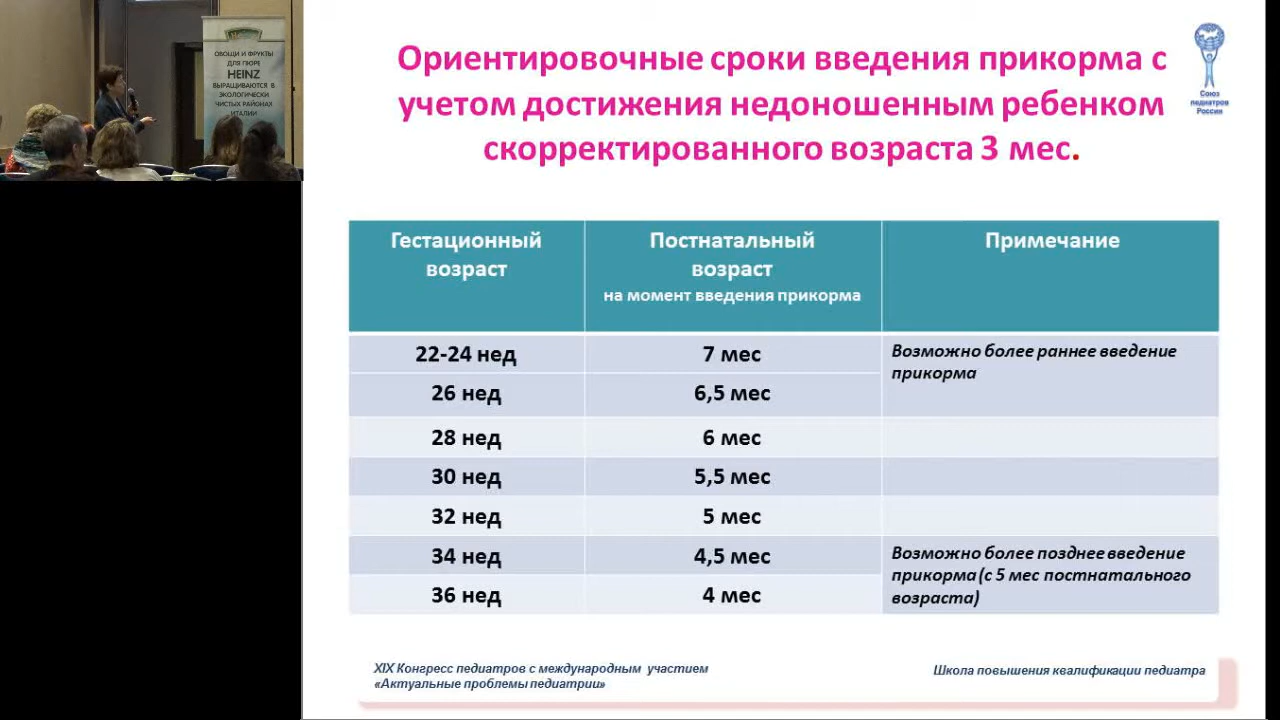 ОВОЩИ И ФРУКТЫ
ДЛЯ ПЮРЕ
HEINZ
ВЫРАЩИВАЮТСЯ В
ЭКОЛОГИЧЕСКИ
ЧИСТЫХ РАЙОНАХ
ИТАЛИИ
Ориентировочные сроки введения прикорма с
учетом достижения недоношенным ребенком
скорректированного возраста 3 мес.
Союз
педиатров
России
Гестационный
возраст
Постнатальный
возраст
на момент введения прикорма
Примечание
22-24 нед
7 мес
Возможно более раннее введение
прикорма
26 нед
6,5 мес
28 нед
6 мес
30 нед
5,5 мес
32 нед
5 мес
34 нед
4,5 мес
Возможно более позднее введение
прикорма (с 5 мес постнатального
возраста)
36 нед
4 мес
XIX Конгресс педиатров с международным участием
«Актуальные проблемы педиатрии»
Школа повышения квалификации педиатра